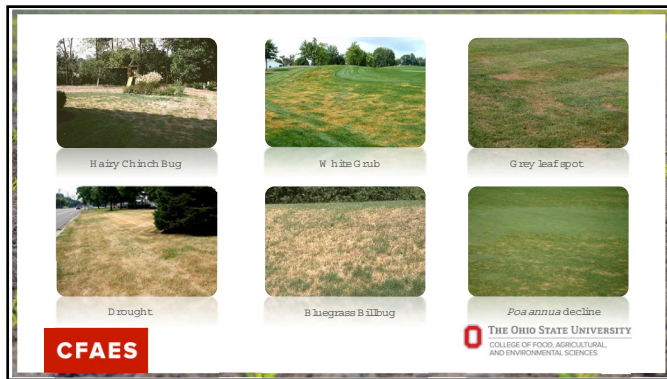 Hairy Chinch Bug
White Grub
Grey leaf spot
Drought
Bluegrass Billbug
Poa annua decline
CFAES
THE OHIO STATE UNIVERSITY
COLLEGE OF FOOD, AGRICULTURAL,
AND ENVIRONMENTAL SCIENCES